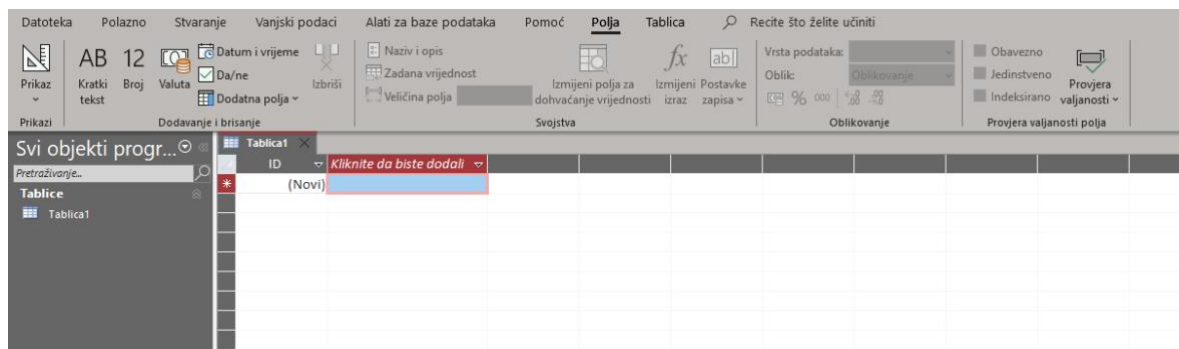 Datoteka Polazno Stvaranje Vanjski podaci Alati za baze podataka Pomoć Polja Tablica Recite što želite učiniti
Prikaz
AB
Kratki tekst
12
Broj
Valuta
Datum i vrijeme
Da/ne
Dodatna polja
Izbriši
Naziv i opis
Zadana vrijednost
Veličina polja
Izmijeni polja za
dohvaćanje vrijednosti
fx
Izmijeni
izraz
ab
Postavke
zapisa
Vrsta podataka:
Oblik: Oblikovanje
% 000
Obavezno
Jedinstveno
Indeksirano
Provjera
valjanosti
Prikazi Dodavanje i brisanje Svojstva Oblikovanje Provjera valjanosti polja
Svi objekti progr...
Pretraživanje...
Tablice
Tablica1
Tablica1
ID Kliknite da biste dodali
(Novi)